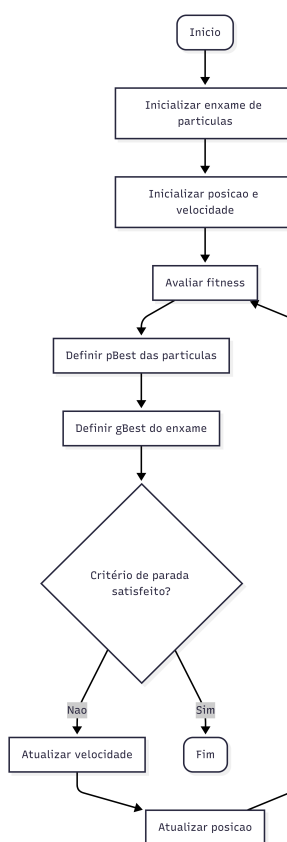 Inicio
Inicializar enxame de
particulas
Inicializar posicao e
velocidade
Avaliar fitness
Definir pBest das particulas
Definir gBest do enxame
Critério de parada
satisfeito?
Nao
Sim
Atualizar velocidade
Fim
Atualizar posicao